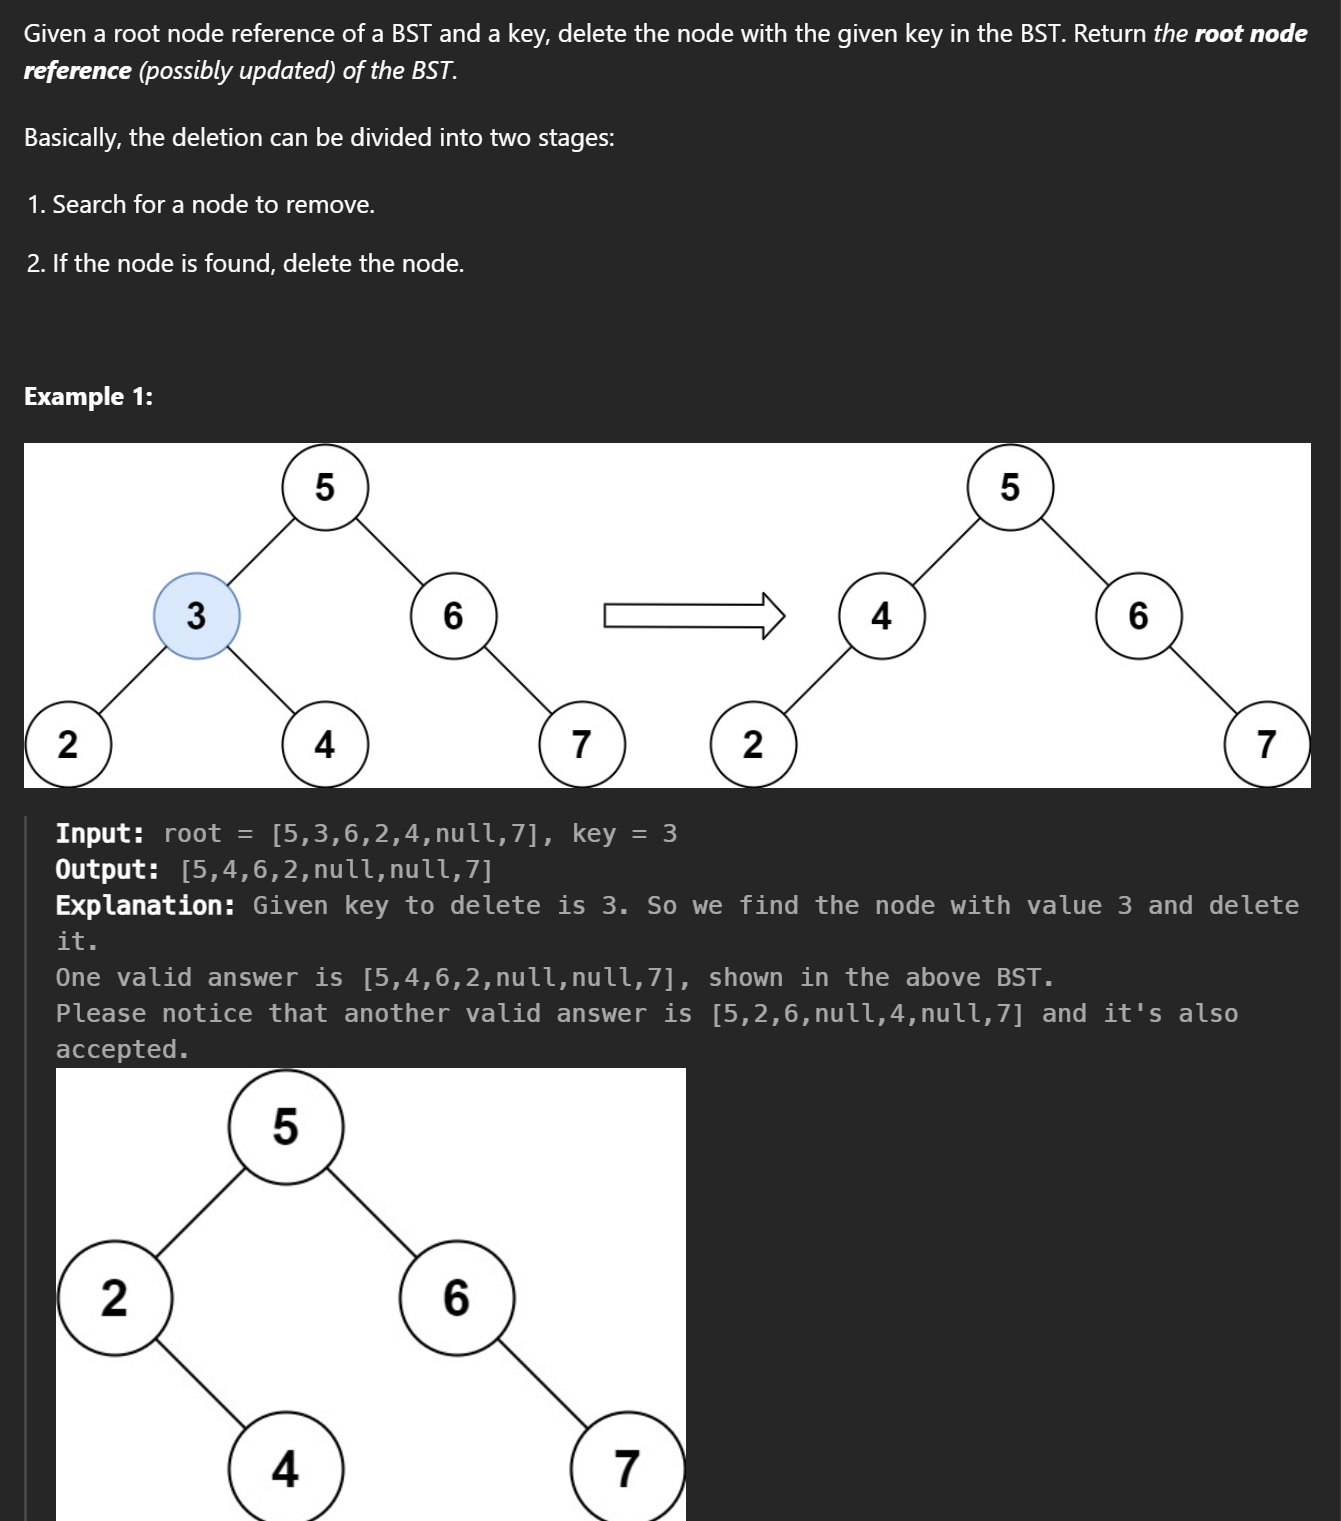 Given a root node reference of a BST and a key, delete the node with the given key in the BST. Return the root node
reference (possibly updated) of the BST.
Basically, the deletion can be divided into two stages:
1. Search for a node to remove.
2. If the node is found, delete the node.
Example 1:
5
3
6
2
4
7
5
4
6
2
7
Input: root = [5,3,6,2,4,null,7], key = 3
Output: [5,4,6,2,null,null,7]
Explanation: Given key to delete is 3. So we find the node with value 3 and delete
it.
One valid answer is [5,4,6,2,null,null,7], shown in the above BST.
Please notice that another valid answer is [5,2,6,null,4,null,7] and it's also
accepted.
5
2
6
4
7